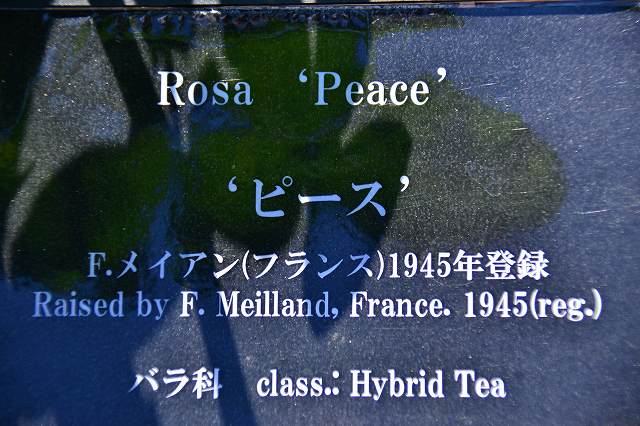 Rosa ‘Peace’
‘ピース’
F.メイアン(フランス)1945年登録
Raised by F. Meilland, France. 1945(reg.)
バラ科 class.: Hybrid Tea